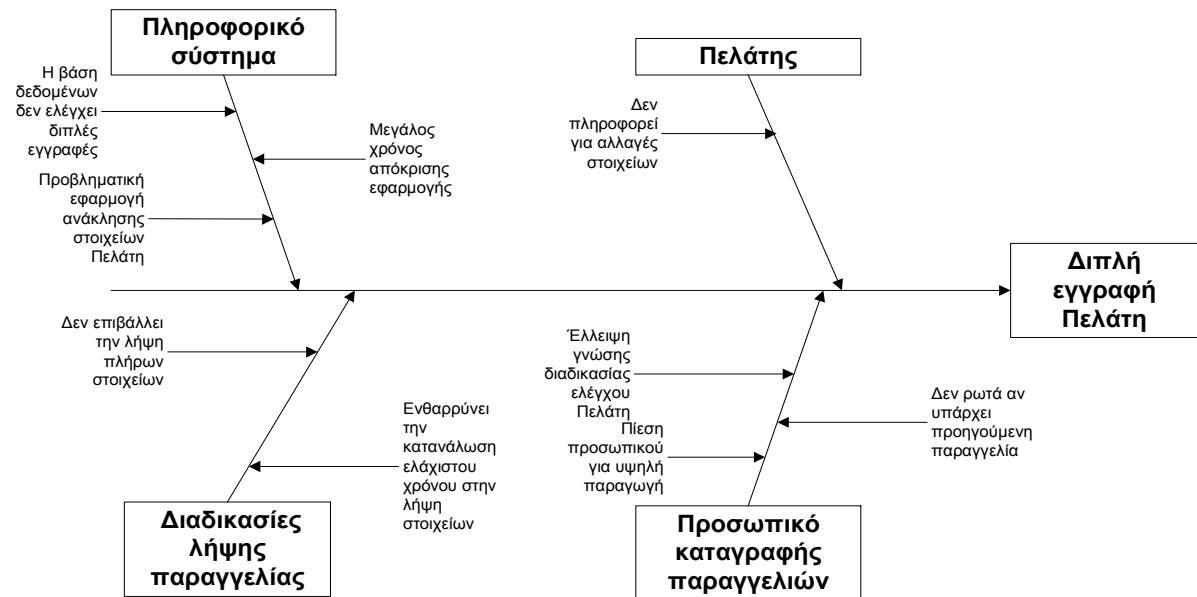 Πληροφορικό
σύστημα
Πελάτης
Η βάση
δεδομένων
δεν ελέγχει
διπλές
εγγραφές
Μεγάλος
χρόνος
απόκρισης
εφαρμογής
Δεν
πληροφορεί
για αλλαγές
στοιχείων
Προβληματική
εφαρμογή
ανάκλησης
στοιχείων
Πελάτη
Διπλή
εγγραφή
Πελάτη
Δεν επιβάλλει
την λήψη
πλήρων
στοιχείων
Ενθαρρύνει
την
κατανάλωση
ελάχιστου
χρόνου στην
λήψη
στοιχείων
Έλλειψη
γνώσης
διαδικασίας
ελέγχου
Πελάτη
Πίεση
προσωπικού
για υψηλή
παραγωγή
Δεν ρωτά αν
υπάρχει
προηγούμενη
παραγγελία
Διαδικασίες
λήψης
παραγγελίας
Προσωπικό
καταγραφής
παραγγελιών